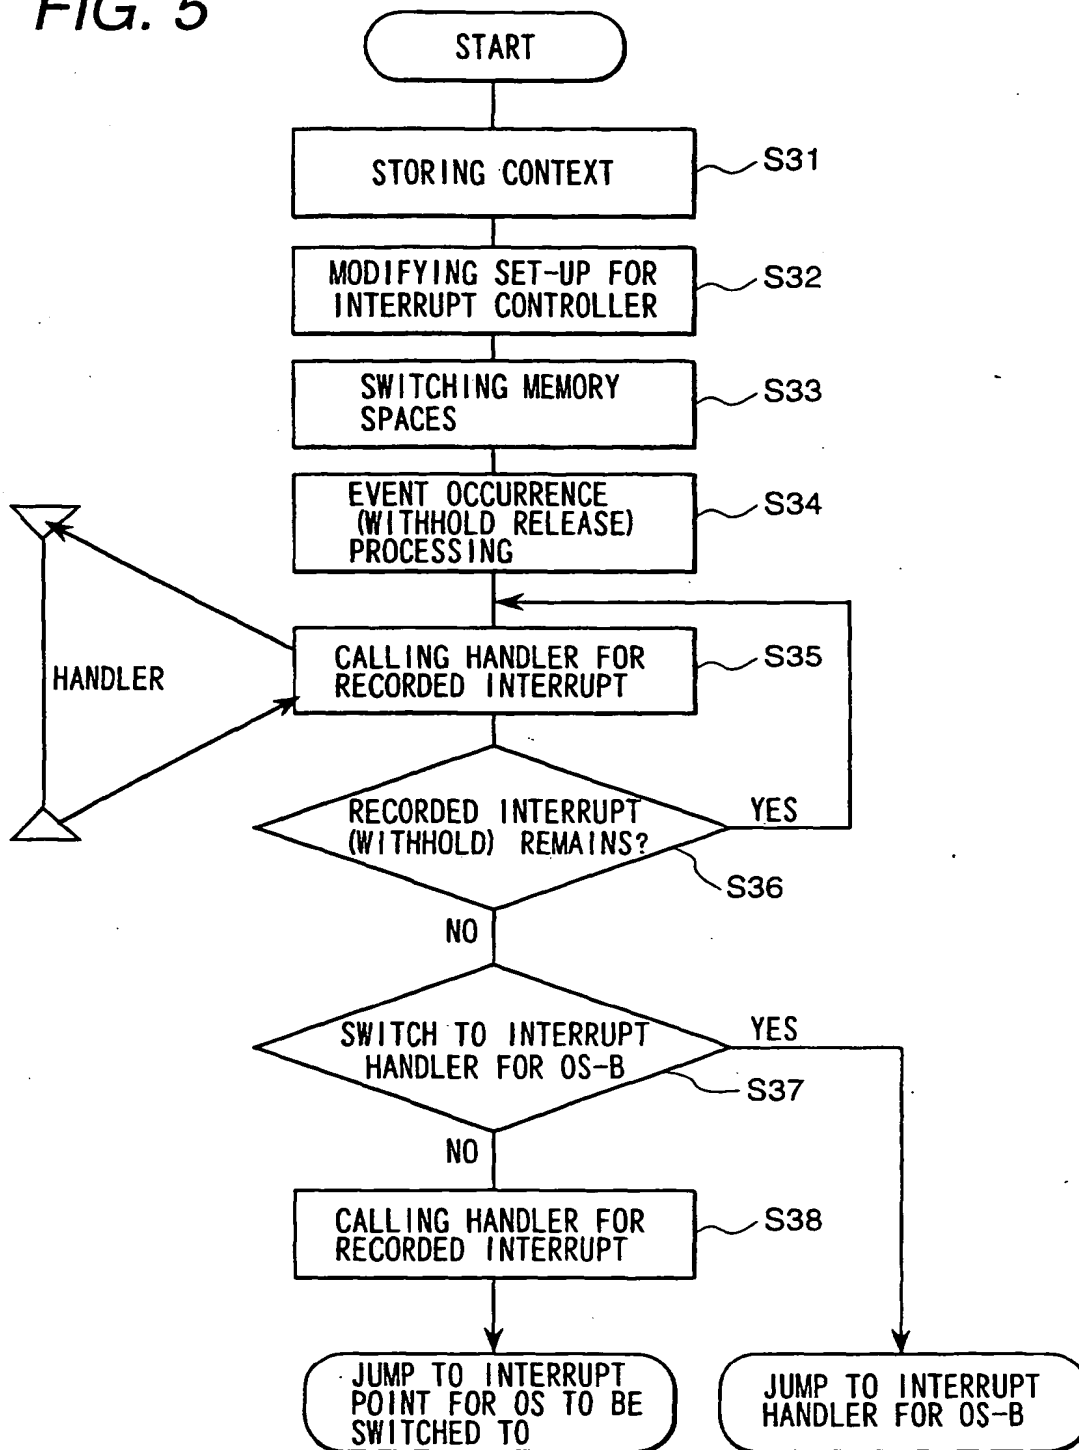 FIG. 5
START
STORING CONTEXT
S31
MODIFYING SET-UP FOR
INTERRUPT CONTROLLER
S32
SWITCHING MEMORY
SPACES
S33
EVENT OCCURRENCE
(WITHHOLD RELEASE)
PROCESSING
S34
HANDLER
CALLING HANDLER FOR
RECORDED INTERRUPT
S35
RECORDED INTERRUPT
(WITHHOLD) REMAINS?
YES
S36
NO
SWITCH TO INTERRUPT
HANDLER FOR OS-B
YES
S37
NO
CALLING HANDLER FOR
RECORDED INTERRUPT
S38
JUMP TO INTERRUPT
POINT FOR OS TO BE
SWITCHED TO
JUMP TO INTERRUPT
HANDLER FOR OS-B